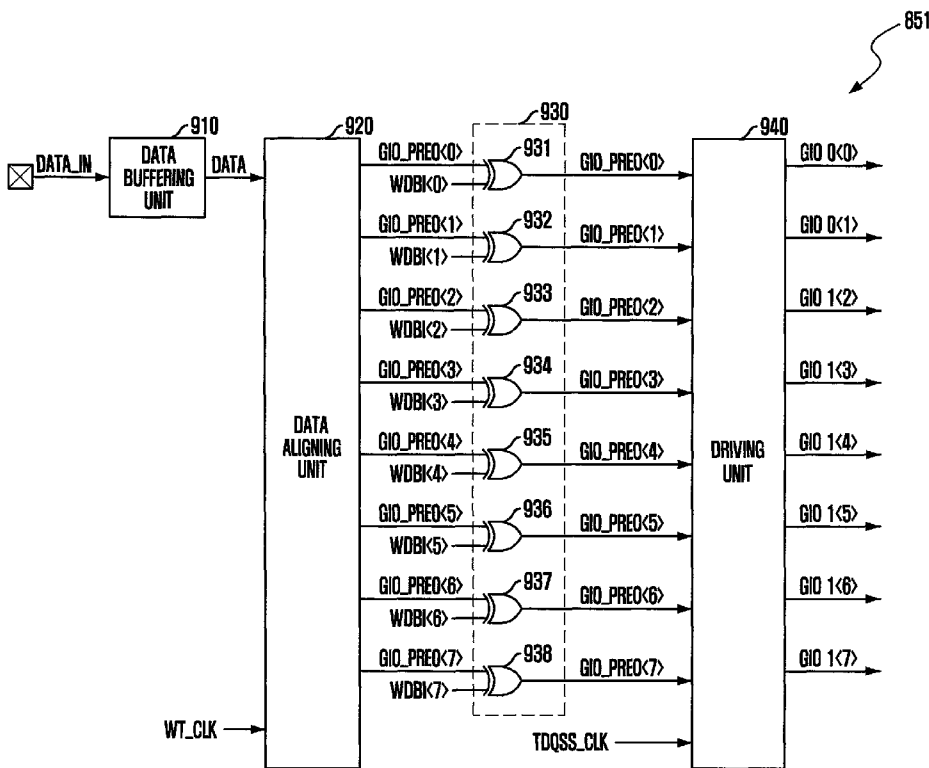 851
910
920
930
940
DATA_IN
DATA
BUFFERING
UNIT
DATA
DATA
ALIGNING
UNIT
WT_CLK
GIO_PRE0<0>
WDBI<0>
931
GIO_PRE0<0>
GIO 0<0>
GIO_PRE0<1>
WDBI<1>
932
GIO_PRE0<1>
GIO 0<1>
GIO_PRE0<2>
WDBI<2>
933
GIO_PRE0<2>
GIO 1<2>
GIO_PRE0<3>
WDBI<3>
934
GIO_PRE0<3>
GIO 1<3>
GIO_PRE0<4>
WDBI<4>
935
GIO_PRE0<4>
GIO 1<4>
GIO_PRE0<5>
WDBI<5>
936
GIO_PRE0<5>
GIO 1<5>
GIO_PRE0<6>
WDBI<6>
937
GIO_PRE0<6>
GIO 1<6>
GIO_PRE0<7>
WDBI<7>
938
GIO_PRE0<7>
GIO 1<7>
DRIVING
UNIT
TDQSS_CLK